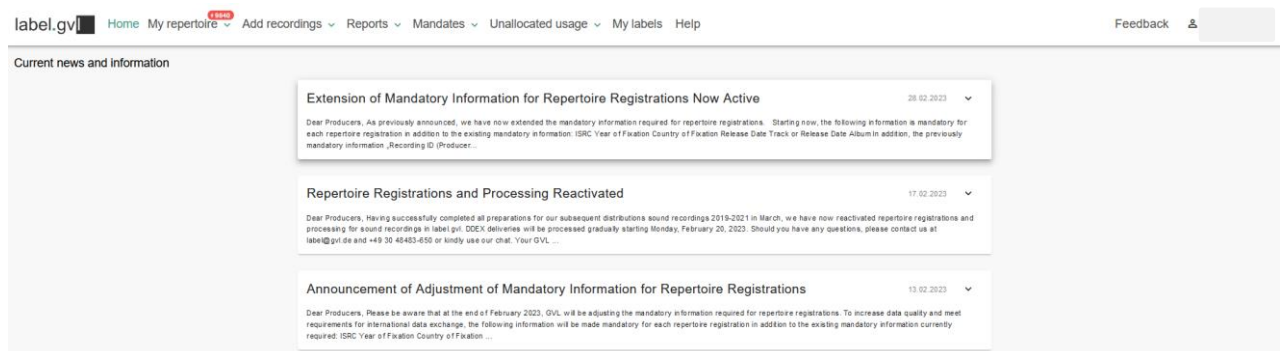 label.gvl Home My repertoire Add recordings Reports Mandates Unallocated usage My labels Help Feedback
Current news and information
Extension of Mandatory Information for Repertoire Registrations Now Active 28.02.2023
Dear Producers, As previously announced, we have now extended the mandatory information required for repertoire registrations. Starting now, the following information is mandatory for
each repertoire registration in addition to the existing mandatory information: ISRC Year of Fixation Country of Fixation Release Date Track or Release Date Album In addition, the previously
mandatory information „Recording ID (Producer...
Repertoire Registrations and Processing Reactivated 17.02.2023
Dear Producers, Having successfully completed all preparations for our subsequent distributions sound recordings 2019-2021 in March, we have now reactivated repertoire registrations and
processing for sound recordings in label.gvl. DDEX deliveries will be processed gradually starting Monday, February 20, 2023. Should you have any questions, please contact us at
label@gvl.de and +49 30 48483-650 or kindly use our chat. Your GVL ...
Announcement of Adjustment of Mandatory Information for Repertoire Registrations 13.02.2023
Dear Producers, Please be aware that at the end of February 2023, GVL will be adjusting the mandatory information required for repertoire registrations. To increase data quality and meet
requirements for international data exchange, the following information will be made mandatory for each repertoire registration in addition to the existing mandatory information currently
required: ISRC Year of Fixation Country of Fixation ...